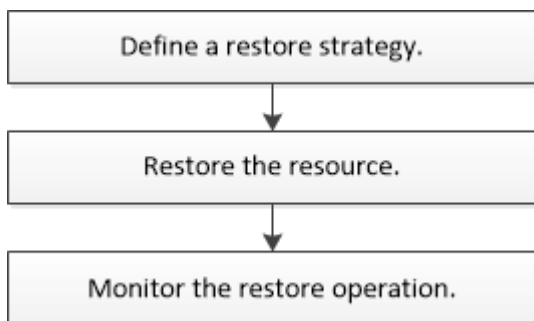 Define a restore strategy.
Restore the resource.
Monitor the restore operation.